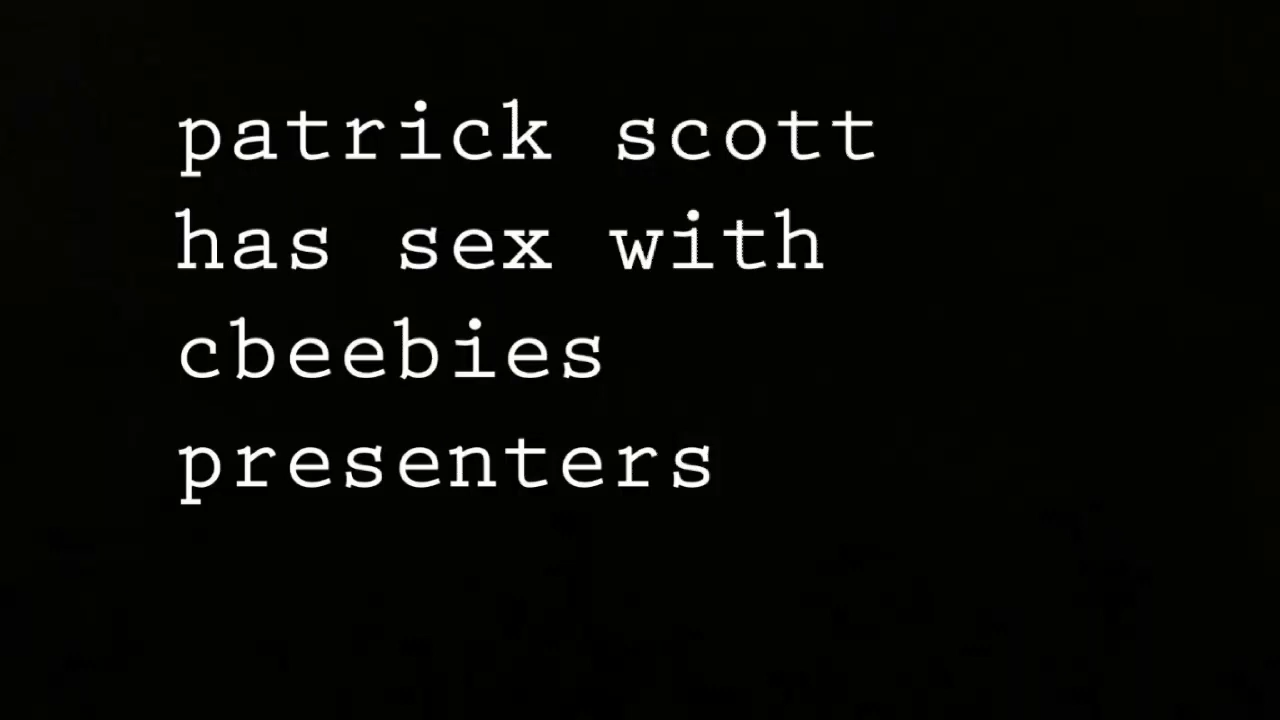 patrick scott
has sex with
cbeebies
presenters